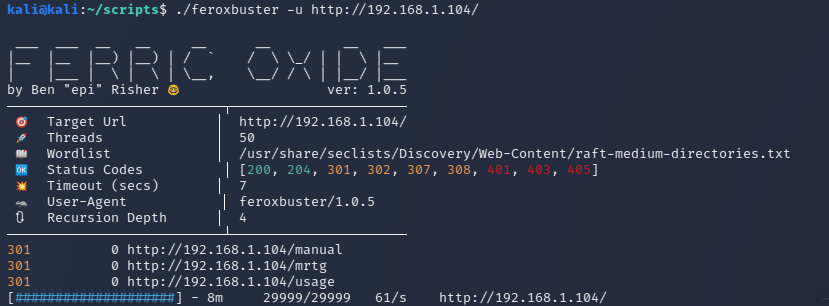 kali@kali:~/scripts$ ./feroxbuster -u http://192.168.1.104/
FERRIC OXIDE
by Ben "epi" Risher 🤓 ver: 1.0.5
🎯 Target Url │ http://192.168.1.104/
🚀 Threads │ 50
📖 Wordlist │ /usr/share/seclists/Discovery/Web-Content/raft-medium-directories.txt
🆗 Status Codes │ [200, 204, 301, 302, 307, 308, 401, 403, 405]
💥 Timeout (secs) │ 7
🦡 User-Agent │ feroxbuster/1.0.5
🔃 Recursion Depth │ 4
301 0 http://192.168.1.104/manual
301 0 http://192.168.1.104/mrtg
301 0 http://192.168.1.104/usage
[####################] - 8m 29999/29999 61/s http://192.168.1.104/